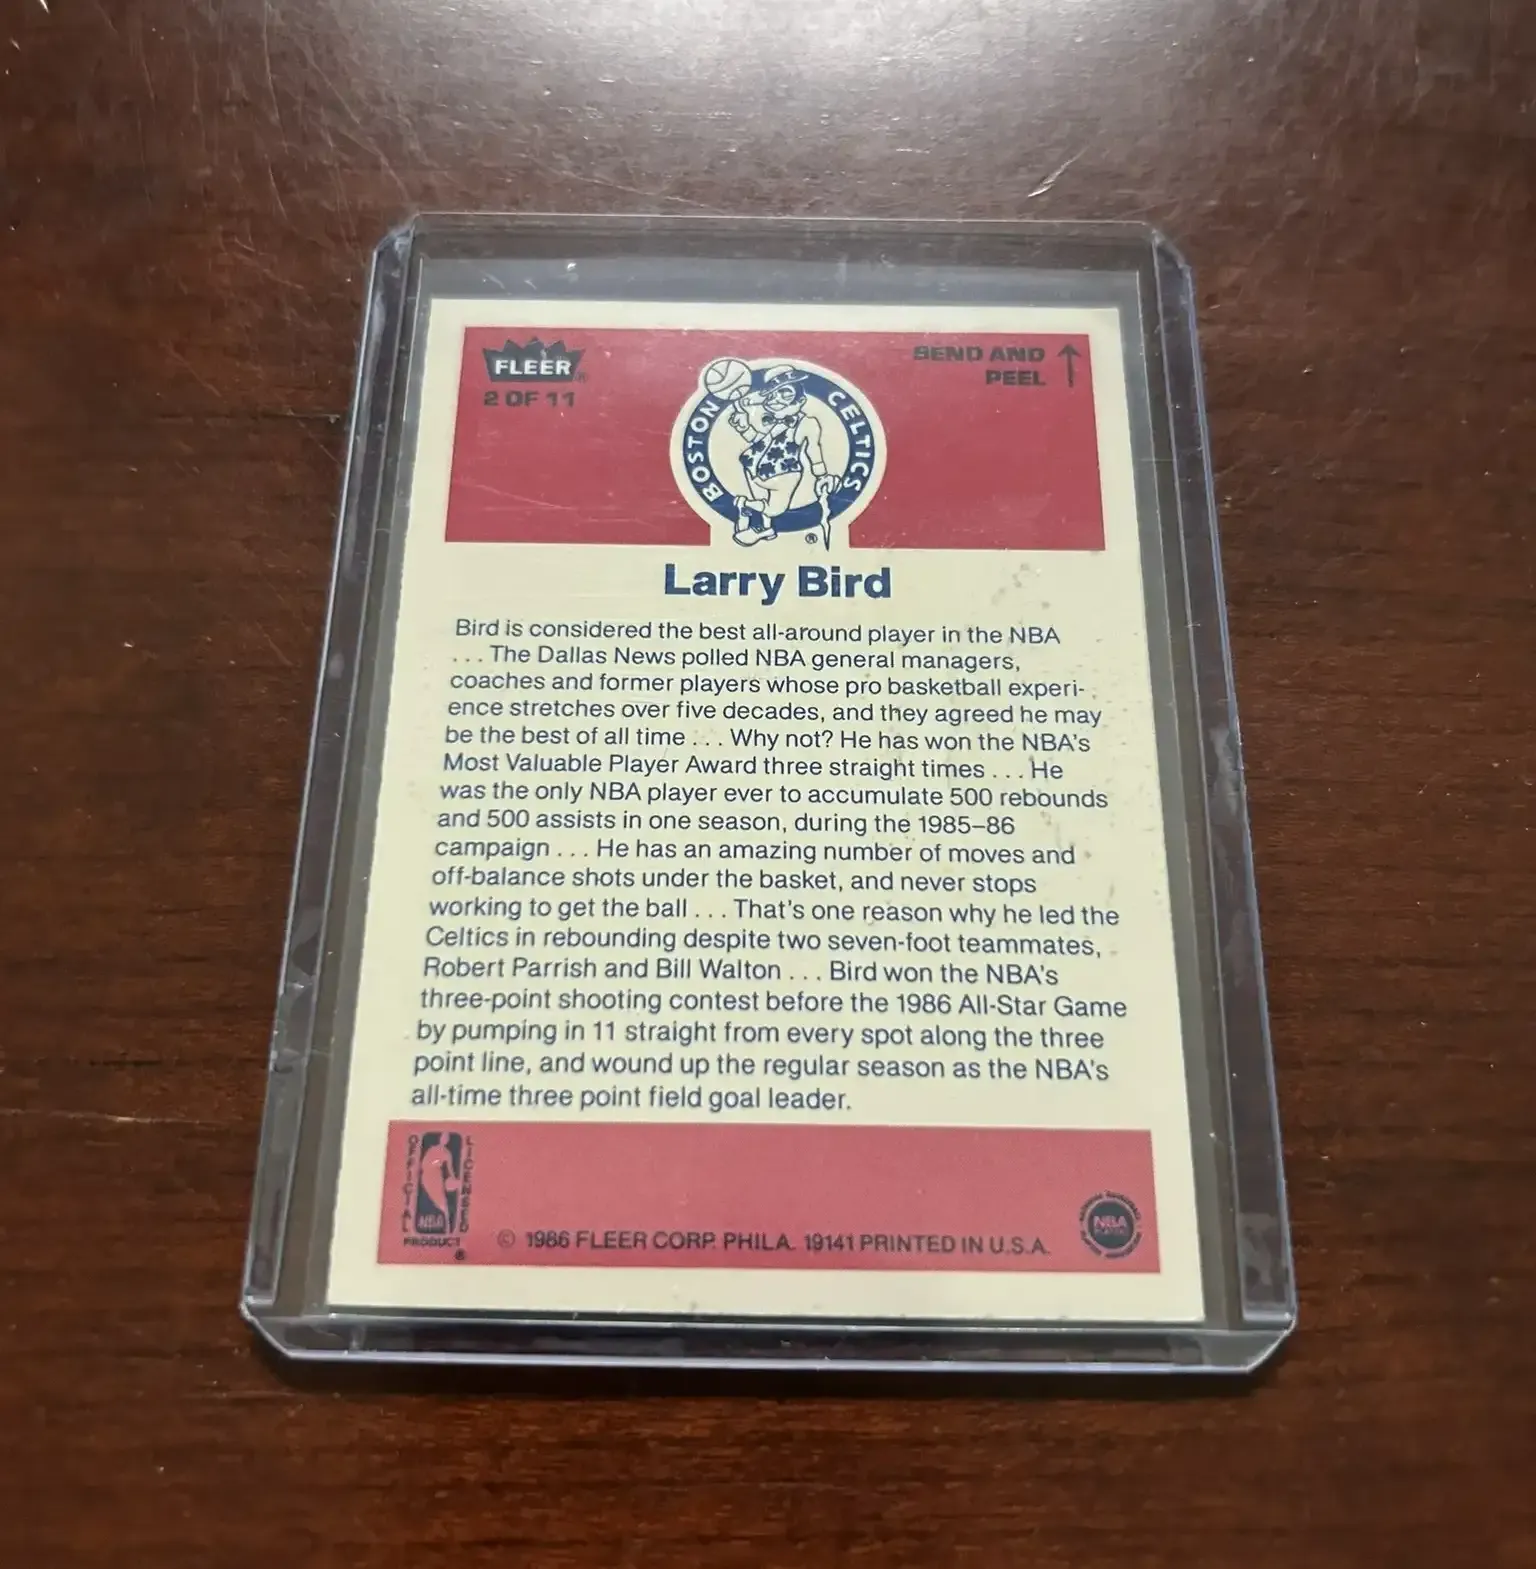 FLEER®
2 OF 11
BEND AND
PEEL
BOSTON CELTICS
®
Larry Bird
Bird is considered the best all-around player in the NBA
. . . The Dallas News polled NBA general managers,
coaches and former players whose pro basketball experi-
ence stretches over five decades, and they agreed he may
be the best of all time . . . Why not? He has won the NBA's
Most Valuable Player Award three straight times . . . He
was the only NBA player ever to accumulate 500 rebounds
and 500 assists in one season, during the 1985–86
campaign . . . He has an amazing number of moves and
off-balance shots under the basket, and never stops
working to get the ball . . . That's one reason why he led the
Celtics in rebounding despite two seven-foot teammates,
Robert Parrish and Bill Walton . . . Bird won the NBA's
three-point shooting contest before the 1986 All-Star Game
by pumping in 11 straight from every spot along the three
point line, and wound up the regular season as the NBA's
all-time three point field goal leader.
OFFICIAL LICENSED
NBA
PRODUCT
®
© 1986 FLEER CORP. PHILA. 19141 PRINTED IN U.S.A.
NBA